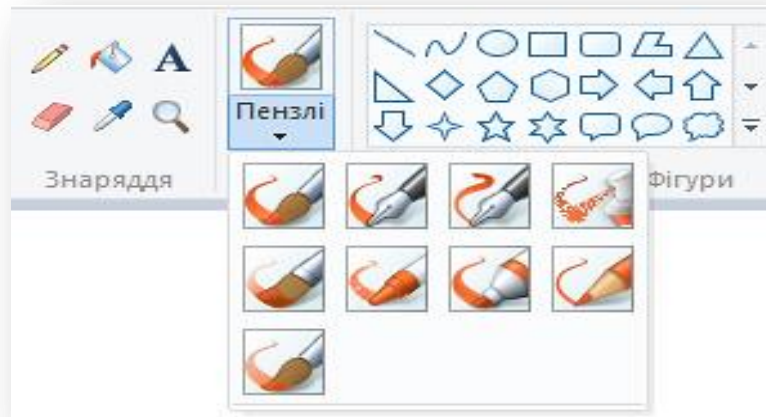 Пензлі
Знаряддя
Фігури